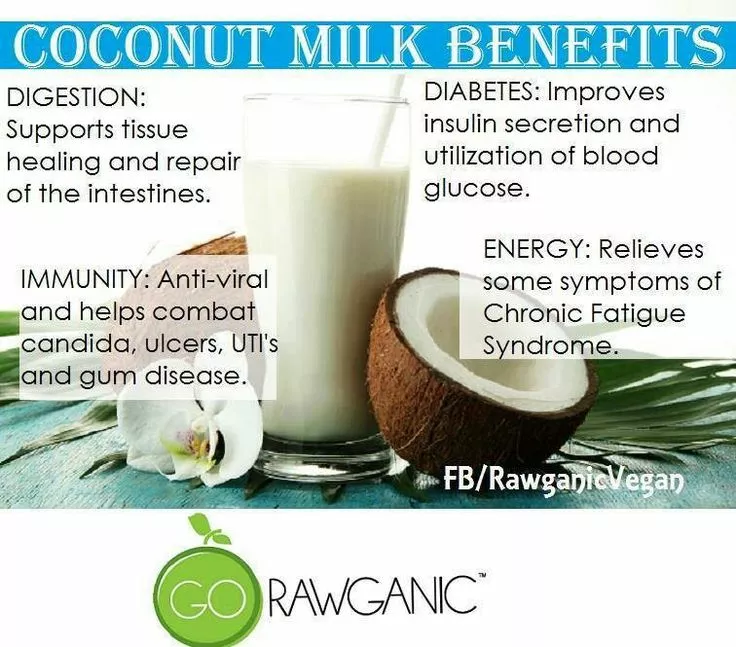 COCONUT MILK BENEFITS
DIGESTION:
Supports tissue
healing and repair
of the intestines.
DIABETES: Improves
insulin secretion and
utilization of blood
glucose.
IMMUNITY: Anti-viral
and helps combat
candida, ulcers, UTI's
and gum disease.
ENERGY: Relieves
some symptoms of
Chronic Fatigue
Syndrome.
FB/RawganicVegan
GO RAWGANIC™